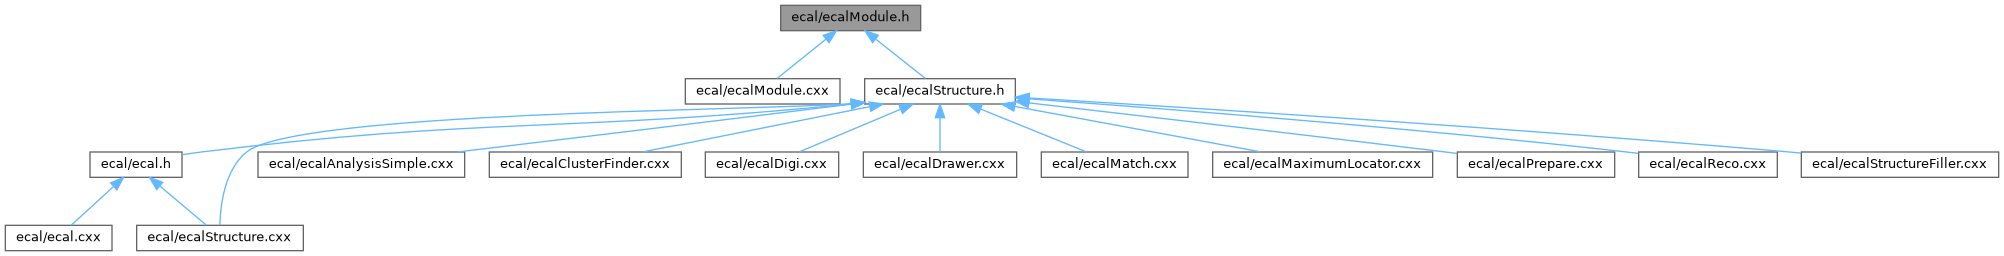 ecal/ecalModule.h
ecal/ecalModule.cxx
ecal/ecalStructure.h
ecal/ecal.h
ecal/ecalAnalysisSimple.cxx
ecal/ecalClusterFinder.cxx
ecal/ecalDigi.cxx
ecal/ecalDrawer.cxx
ecal/ecalMatch.cxx
ecal/ecalMaximumLocator.cxx
ecal/ecalPrepare.cxx
ecal/ecalReco.cxx
ecal/ecalStructureFiller.cxx
ecal/ecal.cxx
ecal/ecalStructure.cxx